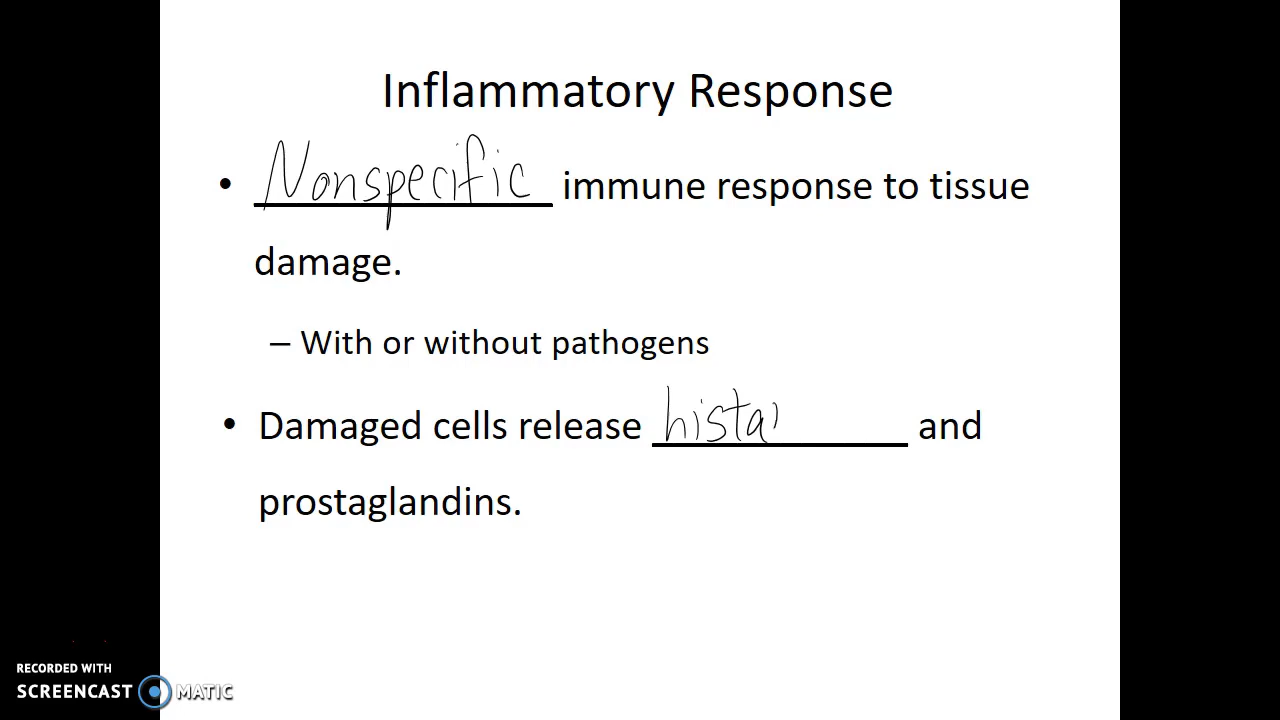 Inflammatory Response
• Nonspecific immune response to tissue
damage.
– With or without pathogens
• Damaged cells release hista and
prostaglandins.
RECORDED WITH
SCREENCAST MATIC